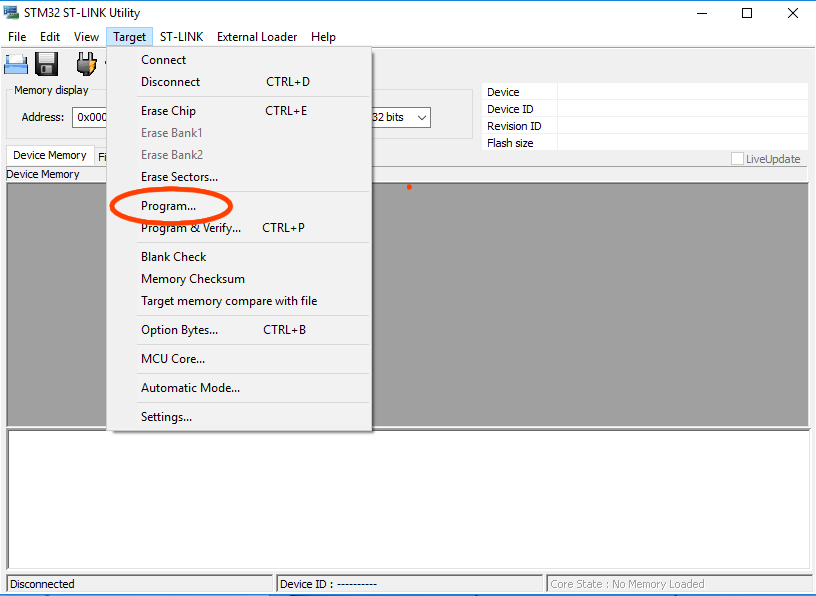 STM32 ST-LINK Utility
File Edit View Target ST-LINK External Loader Help
Connect
Disconnect CTRL+D
Erase Chip CTRL+E
Erase Bank1
Erase Bank2
Erase Sectors...
Program...
Program & Verify... CTRL+P
Blank Check
Memory Checksum
Target memory compare with file
Option Bytes... CTRL+B
MCU Core...
Automatic Mode...
Settings...
Memory display
Address: 0x000
32 bits
Device
Device ID
Revision ID
Flash size
LiveUpdate
Device Memory
Device Memory
Disconnected
Device ID : ----------
Core State : No Memory Loaded